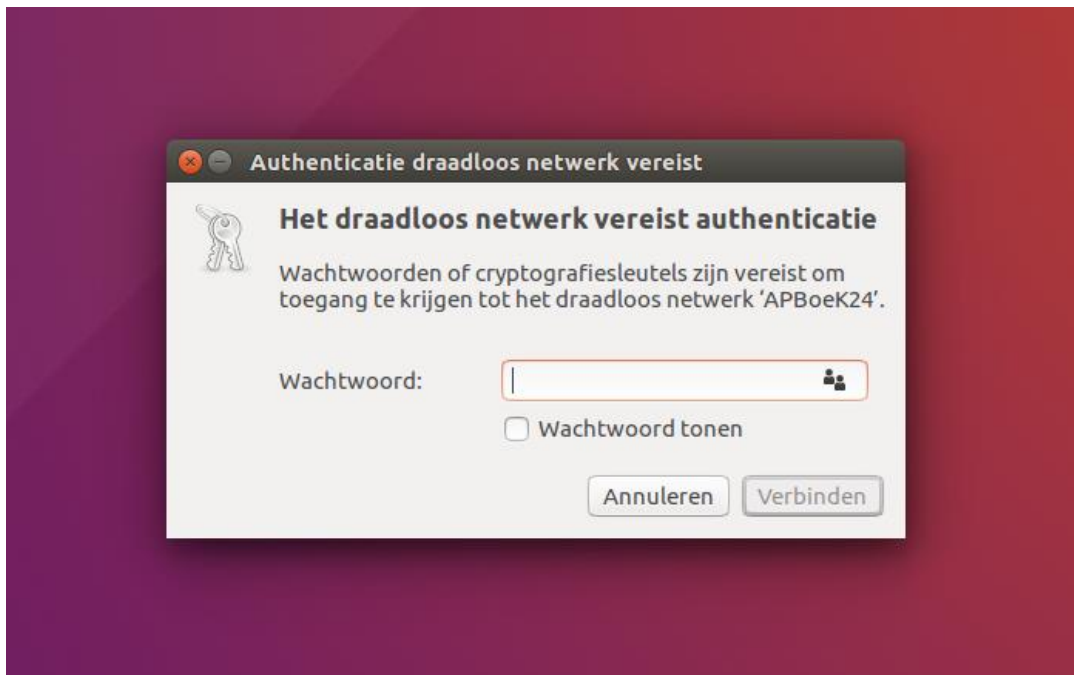 Authenticatie draadloos netwerk vereist
Het draadloos netwerk vereist authenticatie
Wachtwoorden of cryptografiesleutels zijn vereist om
toegang te krijgen tot het draadloos netwerk ‘APBoeK24’.
Wachtwoord:
Wachtwoord tonen
Annuleren Verbinden